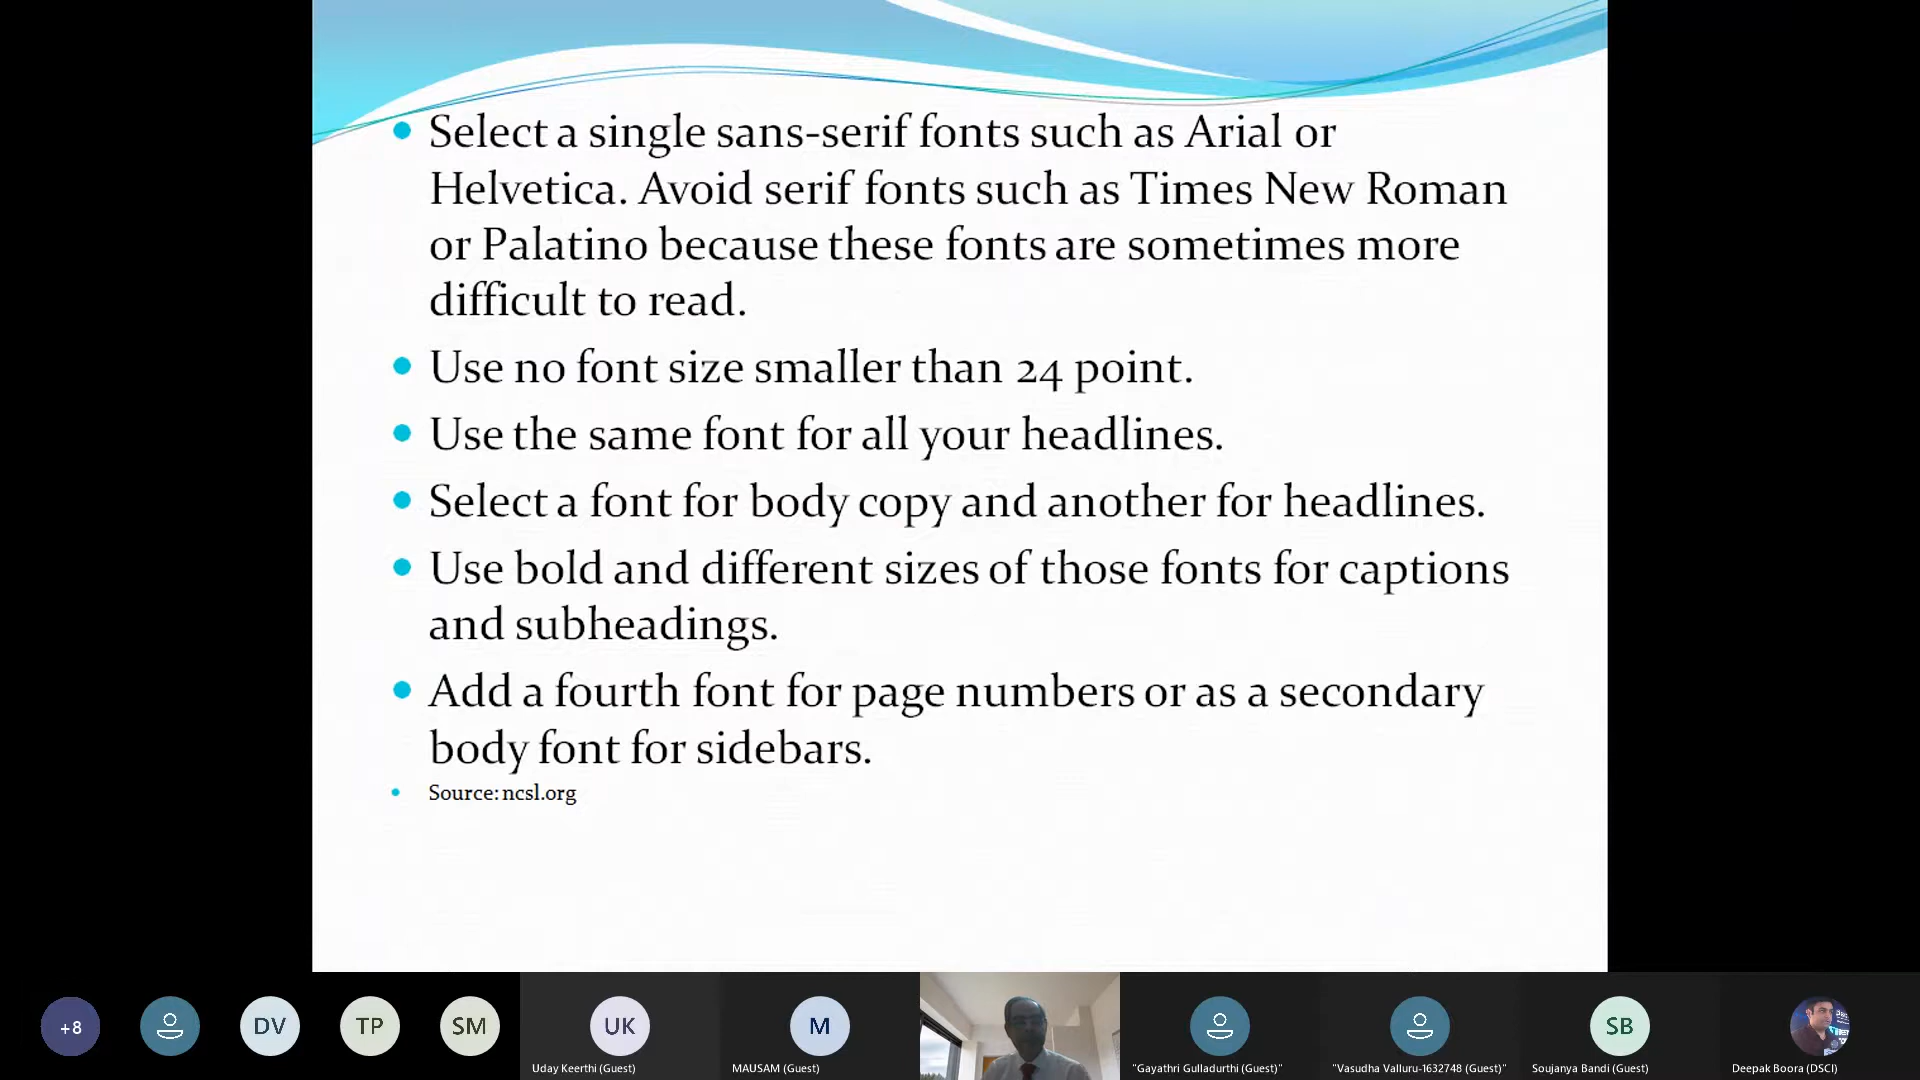 Select a single sans-serif fonts such as Arial or
Helvetica. Avoid serif fonts such as Times New Roman
or Palatino because these fonts are sometimes more
difficult to read.
Use no font size smaller than 24 point.
Use the same font for all your headlines.
Select a font for body copy and another for headlines.
Use bold and different sizes of those fonts for captions
and subheadings.
Add a fourth font for page numbers or as a secondary
body font for sidebars.
Source: ncsl.org
+8
DV
TP
SM
UK
M
SB
Uday Keerthi (Guest)
MAUSAM (Guest)
"Gayathri Gulladurthi (Guest)"
"Vasudha Valluru-1632748 (Guest)"
Soujanya Bandi (Guest)
Deepak Boora (DSCI)